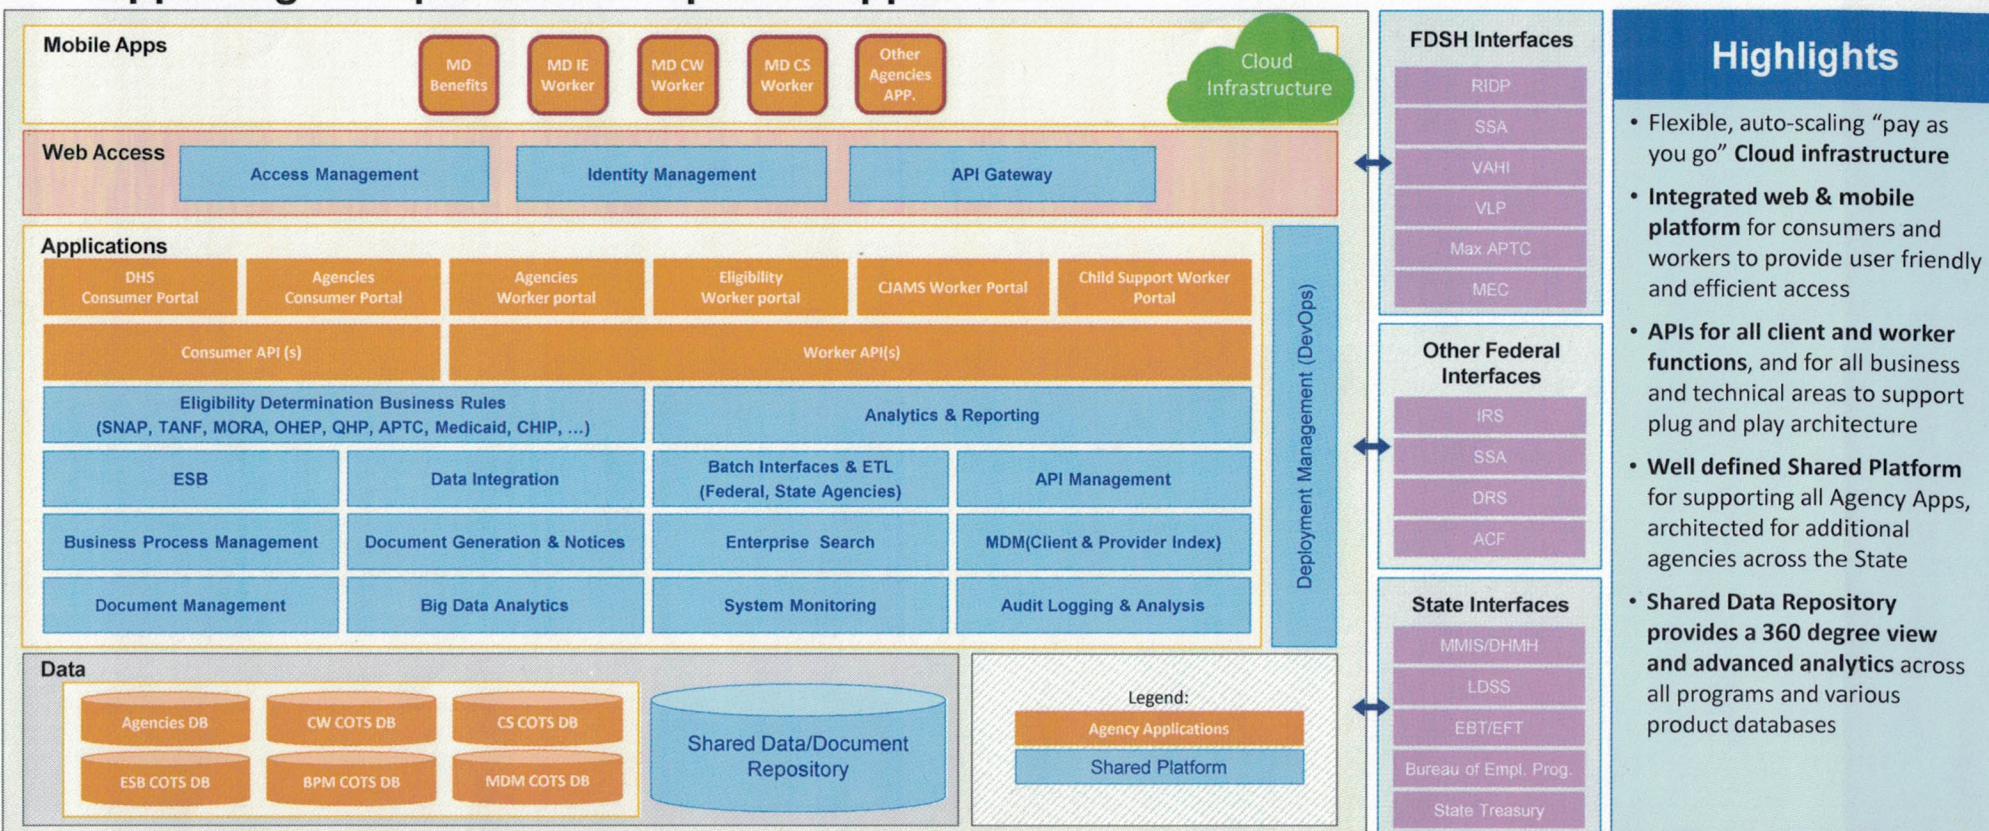 Mobile Apps
MD
Benefits
MD IE
Worker
MD CW
Worker
MD CS
Worker
Other
Agencies
APP.
Cloud
Infrastructure
Web Access
Access Management
Identity Management
API Gateway
Applications
DHS
Consumer Portal
Agencies
Consumer Portal
Agencies
Worker portal
Eligibility
Worker portal
CJAMS Worker Portal
Child Support Worker
Portal
Consumer API (s)
Worker API(s)
Eligibility Determination Business Rules
(SNAP, TANF, MORA, OHEP, QHP, APTC, Medicaid, CHIP, ...)
Analytics & Reporting
ESB
Data Integration
Batch Interfaces & ETL
(Federal, State Agencies)
API Management
Business Process Management
Document Generation & Notices
Enterprise Search
MDM(Client & Provider Index)
Document Management
Big Data Analytics
System Monitoring
Audit Logging & Analysis
Deployment Management (DevOps)
Data
Agencies DB
CW COTS DB
CS COTS DB
ESB COTS DB
BPM COTS DB
MDM COTS DB
Shared Data/Document
Repository
Legend:
Agency Applications
Shared Platform
FDSH Interfaces
RIDP
SSA
VAHI
VLP
Max APTC
MEC
Other Federal
Interfaces
IRS
SSA
DRS
ACF
State Interfaces
MMIS/DHMH
LDSS
EBT/EFT
Bureau of Empl. Prog.
State Treasury
Highlights
• Flexible, auto-scaling “pay as
you go” Cloud infrastructure
• Integrated web & mobile
platform for consumers and
workers to provide user friendly
and efficient access
• APIs for all client and worker
functions, and for all business
and technical areas to support
plug and play architecture
• Well defined Shared Platform
for supporting all Agency Apps,
architected for additional
agencies across the State
• Shared Data Repository
provides a 360 degree view
and advanced analytics across
all programs and various
product databases